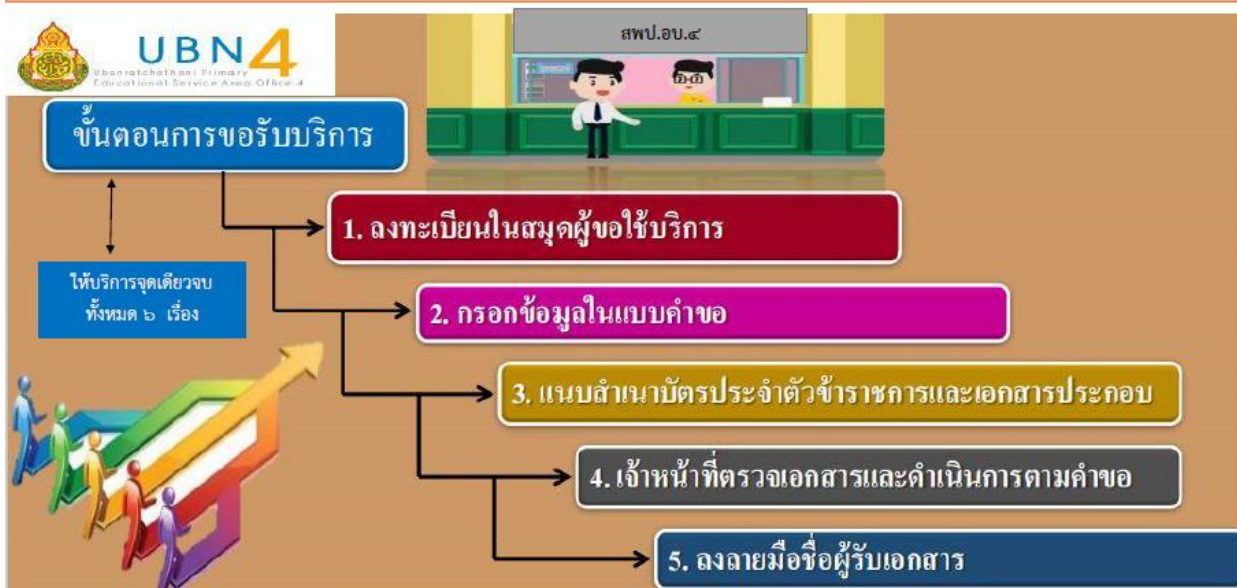 UBN4
Ubonratchathani Primary
Educational Service Area Office 4
สพป.อบ.๔
ขั้นตอนการขอรับบริการ
1. ลงทะเบียนในสมุดผู้ขอใช้บริการ
ให้บริการจุดเดียวจบ
ทั้งหมด ๖ เรื่อง
2. กรอกข้อมูลในแบบคำขอ
3. แนบสำเนาบัตรประจำตัวข้าราชการและเอกสารประกอบ
4. เจ้าหน้าที่ตรวจเอกสารและดำเนินการตามคำขอ
5. ลงลายมือชื่อผู้รับเอกสาร